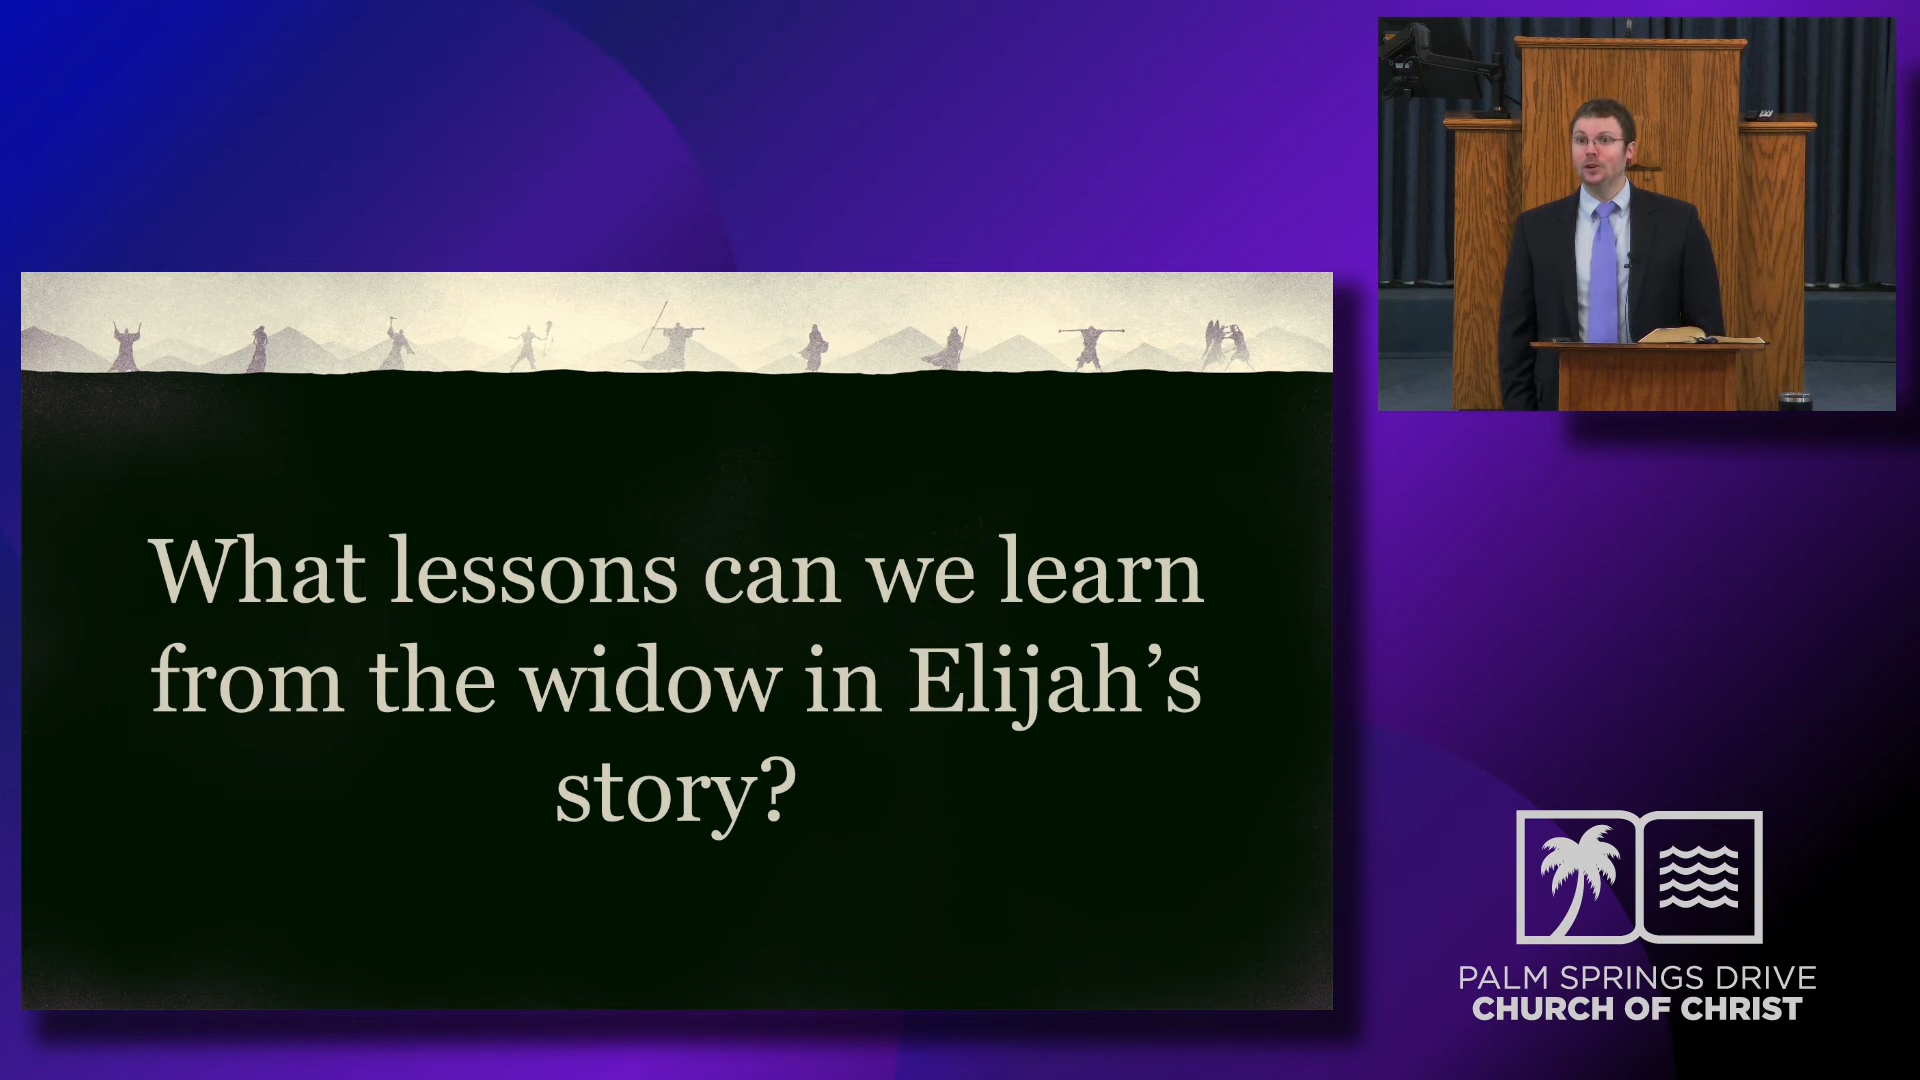 What lessons can we learn
from the widow in Elijah’s
story?
PALM SPRINGS DRIVE
CHURCH OF CHRIST